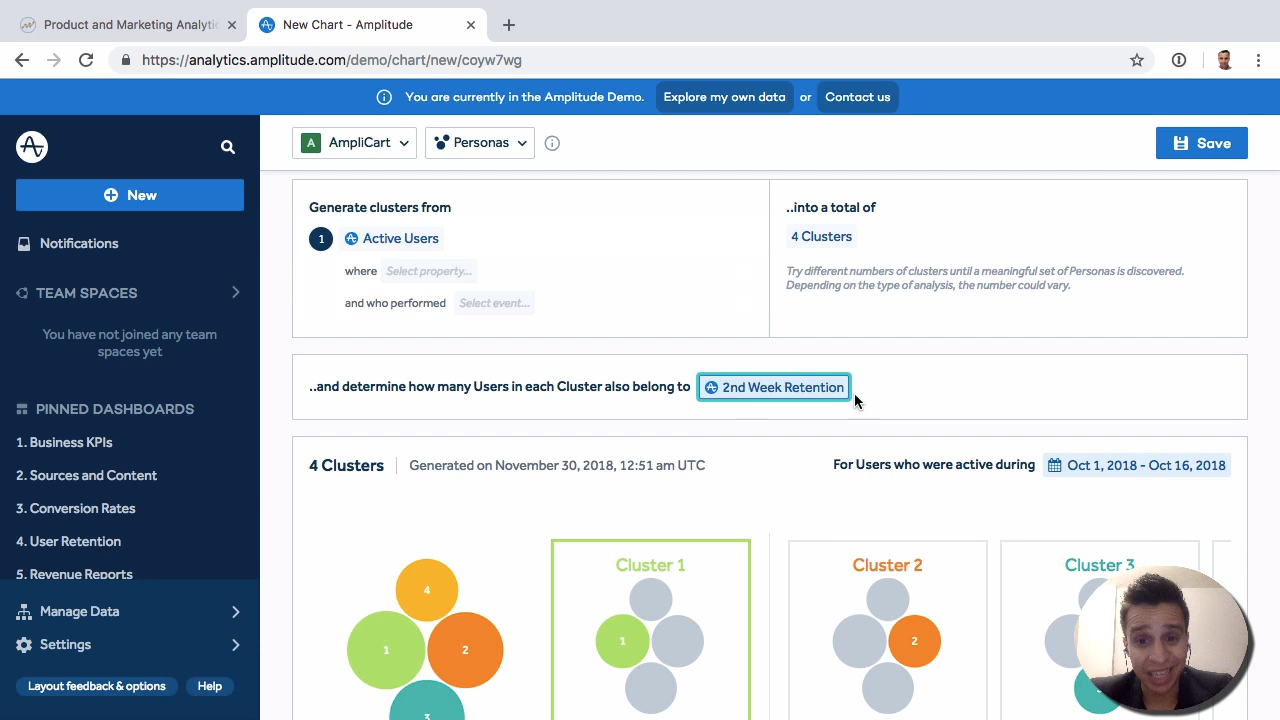 Product and Marketing Analytic
New Chart - Amplitude
https://analytics.amplitude.com/demo/chart/new/coyw7wg
You are currently in the Amplitude Demo. Explore my own data or Contact us
A AmpliCart Personas
Save
New
Notifications
TEAM SPACES
You have not joined any team
spaces yet
PINNED DASHBOARDS
1. Business KPIs
2. Sources and Content
3. Conversion Rates
4. User Retention
5. Revenue Reports
Manage Data
Settings
Layout feedback & options Help
Generate clusters from
1 Active Users
where Select property...
and who performed Select event...
..into a total of
4 Clusters
Try different numbers of clusters until a meaningful set of Personas is discovered.
Depending on the type of analysis, the number could vary.
..and determine how many Users in each Cluster also belong to 2nd Week Retention
4 Clusters Generated on November 30, 2018, 12:51 am UTC
For Users who were active during Oct 1, 2018 - Oct 16, 2018
4
1
2
3
Cluster 1
1
Cluster 2
2
Cluster 3